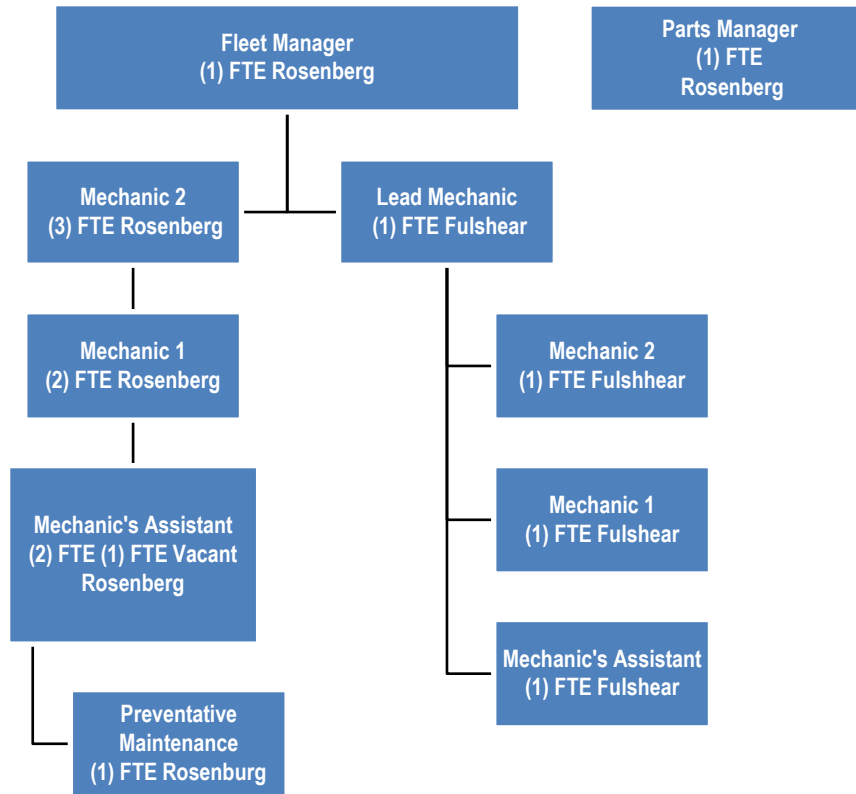 Fleet Manager
(1) FTE Rosenberg
Parts Manager
(1) FTE
Rosenberg
Mechanic 2
(3) FTE Rosenberg
Lead Mechanic
(1) FTE Fulshear
Mechanic 1
(2) FTE Rosenberg
Mechanic 2
(1) FTE Fulshhear
Mechanic's Assistant
(2) FTE (1) FTE Vacant
Rosenberg
Mechanic 1
(1) FTE Fulshear
Mechanic's Assistant
(1) FTE Fulshear
Preventative
Maintenance
(1) FTE Rosenburg